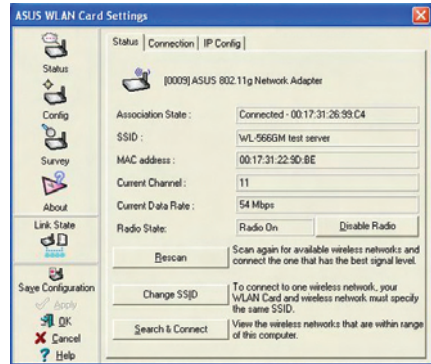 ASUS WLAN Card Settings
Status
Config
Survey
About
Link State
Save Configuration
Apply
OK
Cancel
Help
Status
Connection
IP Config
[0009] ASUS 802.11g Network Adapter
Association State :
Connected - 00:17:31:26:99:C4
SSID :
WL-566GM test server
MAC address :
00:17:31:22:9D:BE
Current Channel :
11
Current Data Rate :
54 Mbps
Radio State:
Radio On
Disable Radio
Rescan
Scan again for available wireless networks and
connect the one that has the best signal level.
Change SSID
To connect to one wireless network, your
WLAN Card and wireless network must specify
the same SSID.
Search & Connect
View the wireless networks that are within range
of this computer.